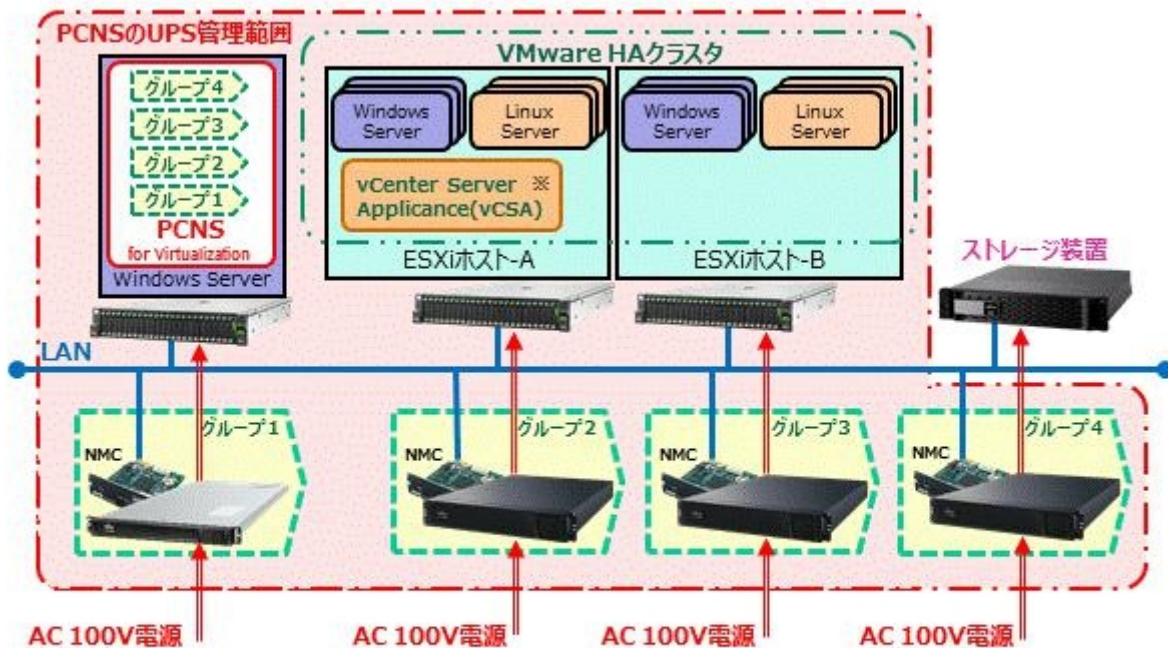 PCNSのUPS管理範囲
グループ4
グループ3
グループ2
グループ1
PCNS
for Virtualization
Windows Server
VMware HAクラスタ
Windows
Server
Linux
Server
Windows
Server
Linux
Server
vCenter Server ※
Applicance(vCSA)
ESXiホスト-A
ESXiホスト-B
ストレージ装置
LAN
グループ1
NMC
グループ2
NMC
グループ3
NMC
グループ4
NMC
AC 100V電源
AC 100V電源
AC 100V電源
AC 100V電源